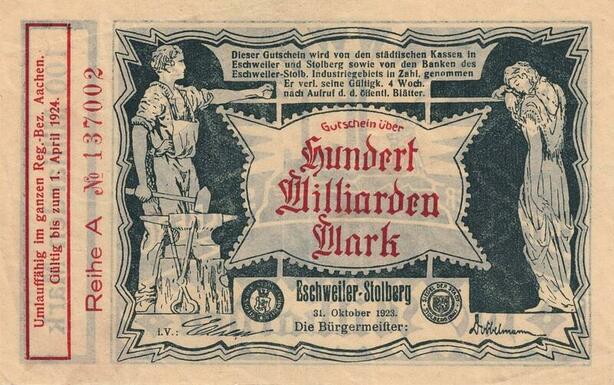 Umlauffähig im ganzen Reg.-Bez. Aachen.
Gültig bis zum 1. April 1924.
Reihe A № 137002
Dieser Gutschein wird von den städtischen Kassen in
Eschweiler und Stolberg sowie von den Banken des
Eschweiler-Stolb. Industriegebiets in Zahl. genommen
Er verl. seine Gültigk. 4 Woch.
nach Aufruf d. d. öffentl. Blätter.
Gutschein über
Hundert
Milliarden
Mark
Eschweiler-Stolberg
31. Oktober 1923.
Die Bürgermeister:
i.V.: